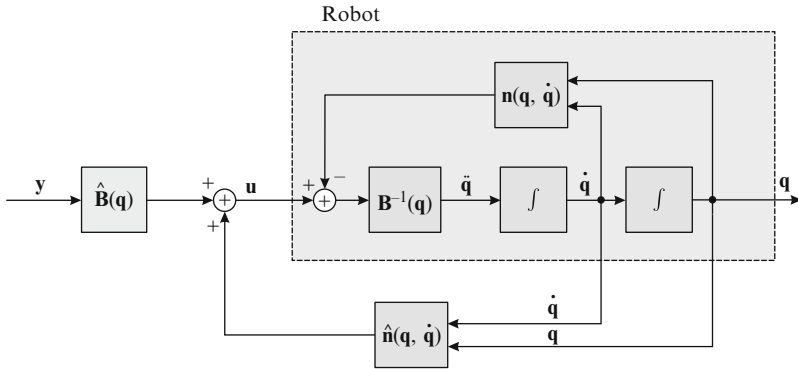 Robot
n(q, q̇)
y
B̂(q)
+
+
u
+
−
B⁻¹(q)
q̈
∫
q̇
∫
q
n̂(q, q̇)
q̇
q